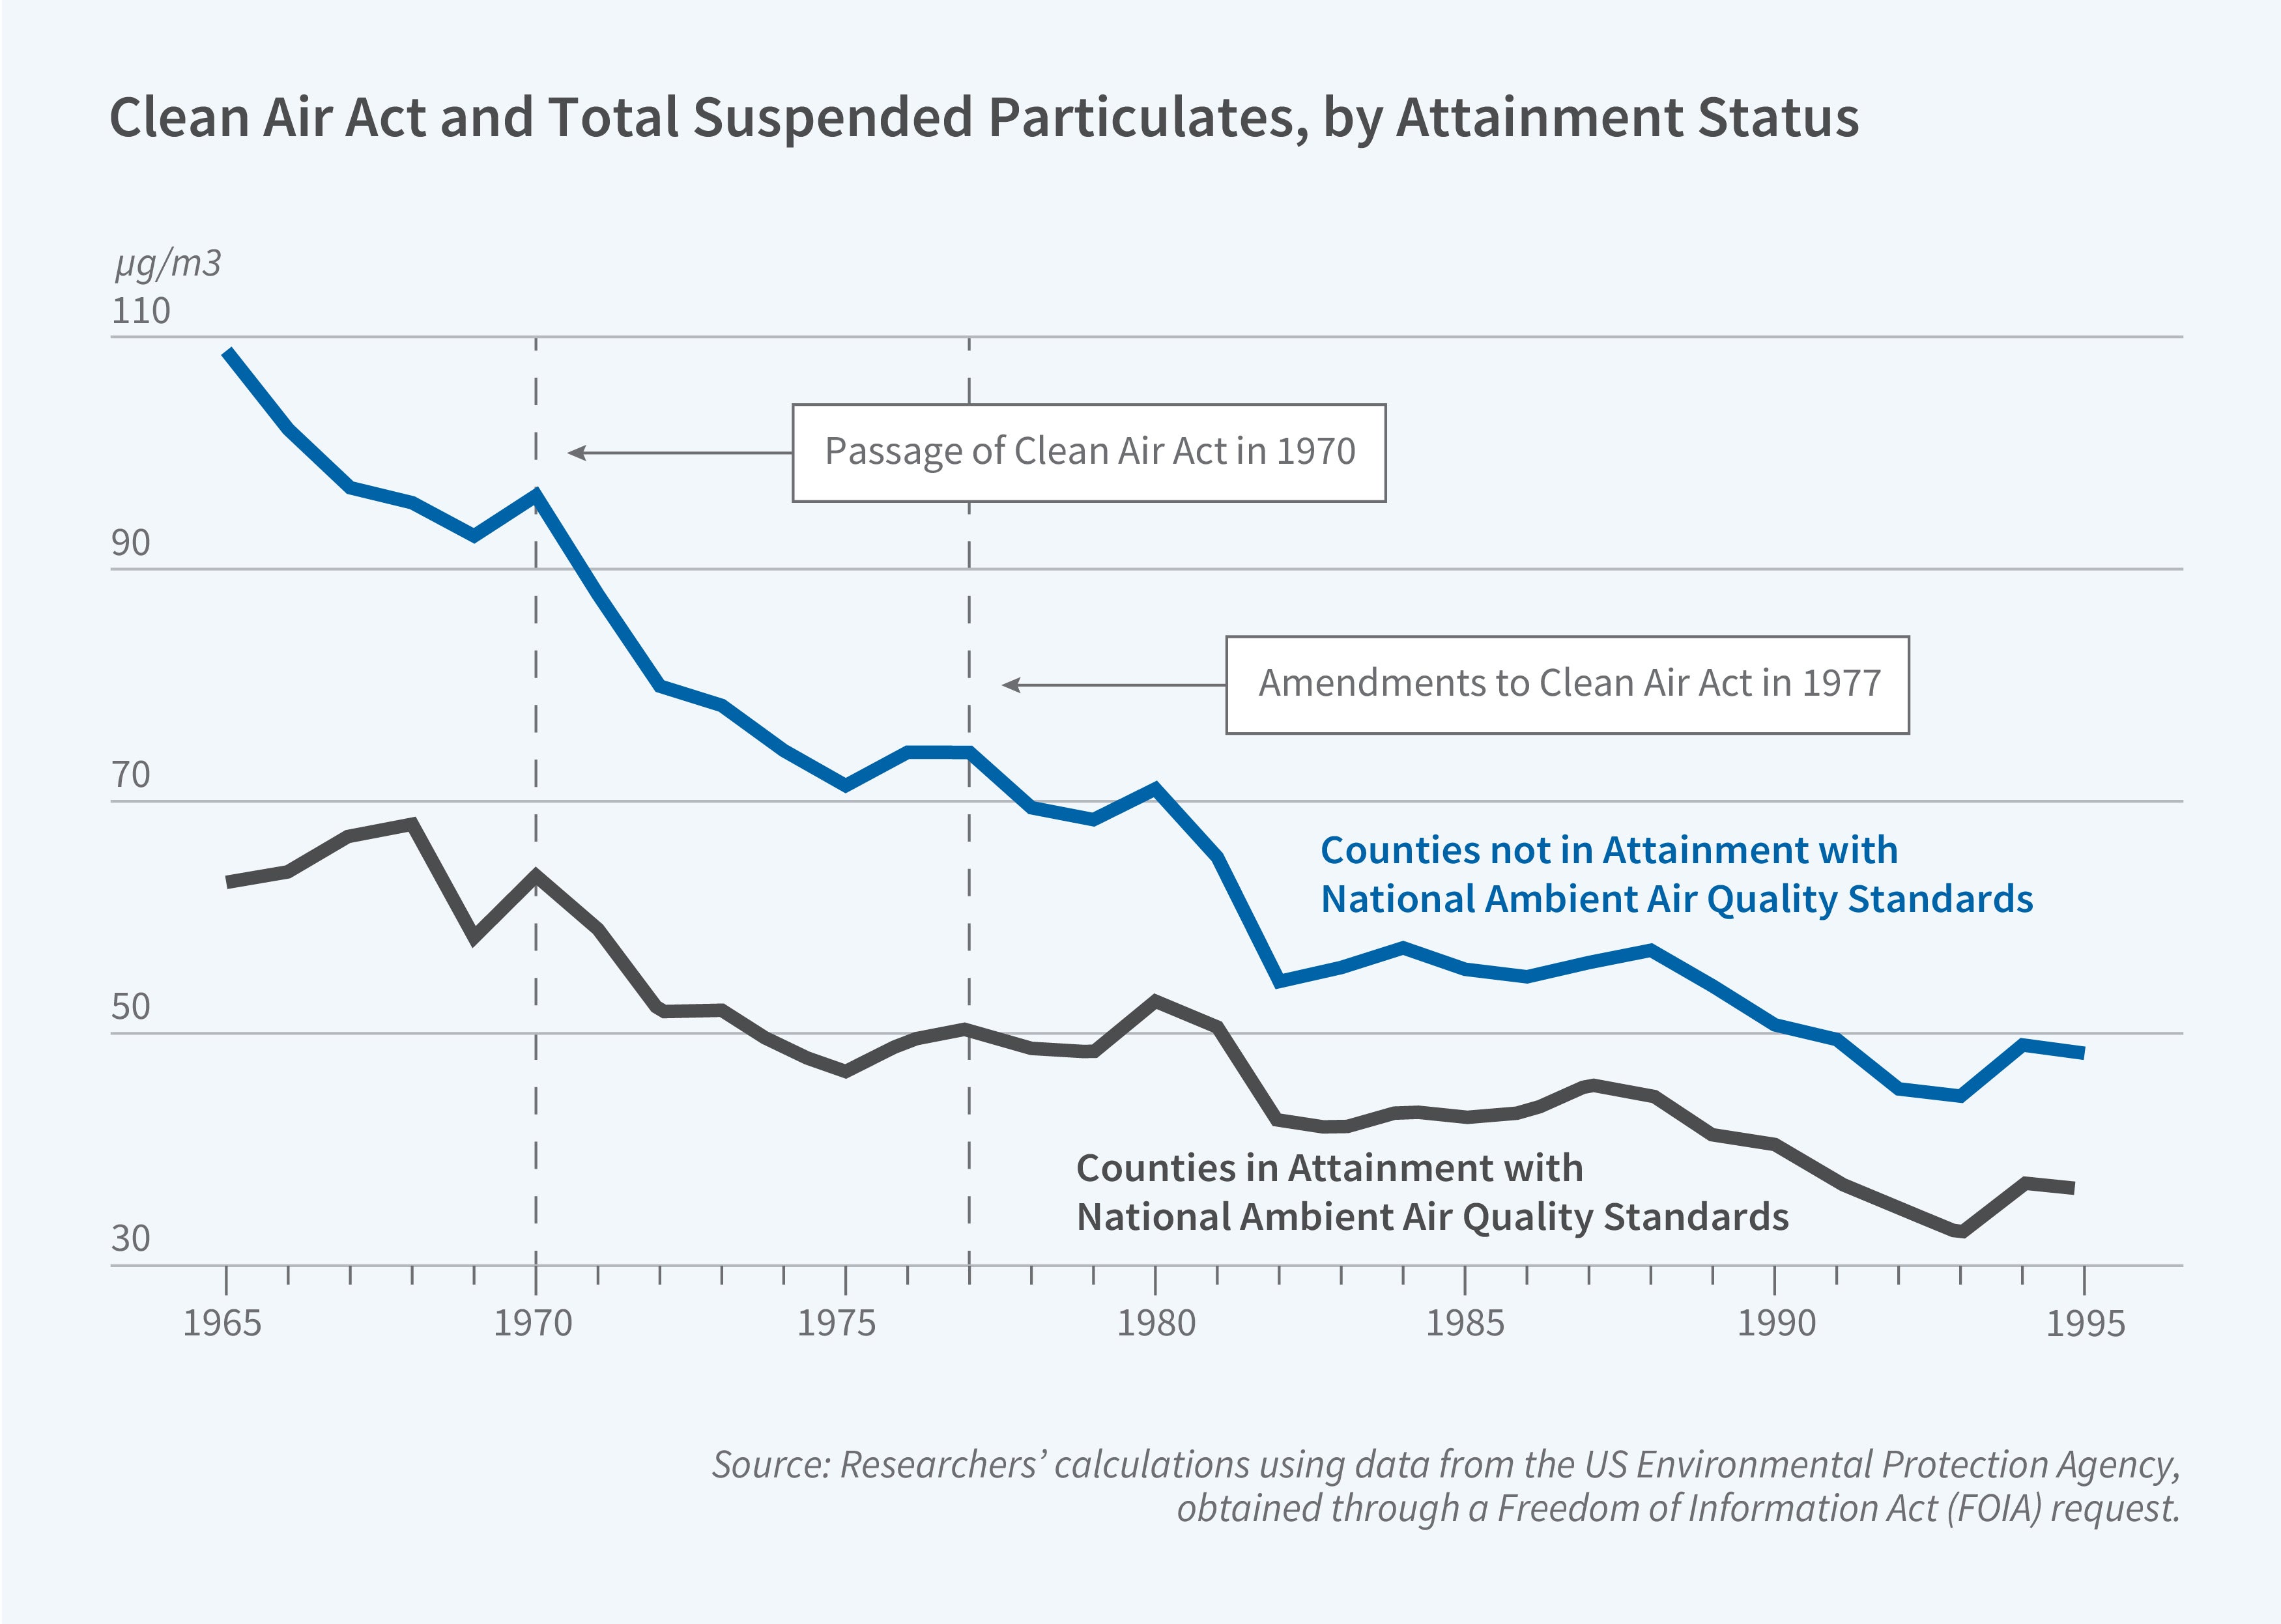 Clean Air Act and Total Suspended Particulates, by Attainment Status
µg/m3
110
Passage of Clean Air Act in 1970
90
Amendments to Clean Air Act in 1977
70
Counties not in Attainment with
National Ambient Air Quality Standards
50
Counties in Attainment with
National Ambient Air Quality Standards
30
1965 1970 1975 1980 1985 1990 1995
Source: Researchers’ calculations using data from the US Environmental Protection Agency,
obtained through a Freedom of Information Act (FOIA) request.